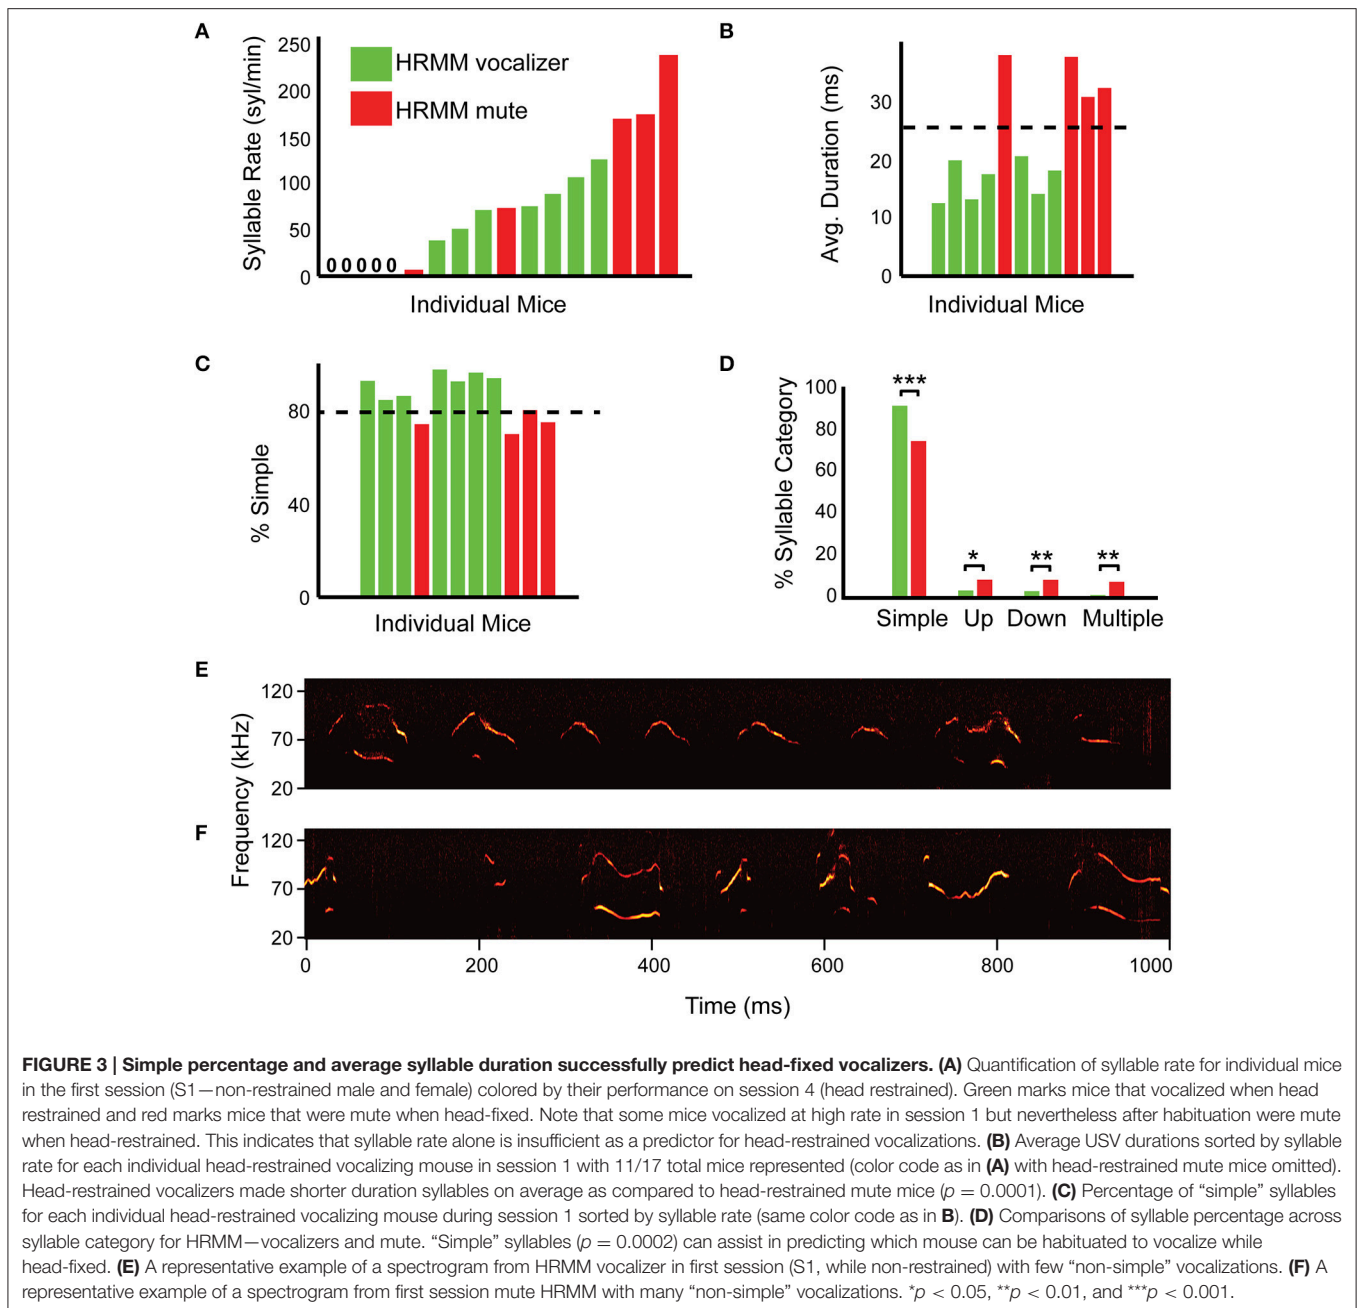 A
Syllable Rate (syl/min)
250
200
150
100
50
0
HRMM vocalizer
HRMM mute
0 0 0 0 0
Individual Mice
B
Avg. Duration (ms)
30
20
10
0
Individual Mice
C
% Simple
80
40
0
Individual Mice
D
% Syllable Category
100
80
60
40
20
0
***
*
**
**
Simple
Up
Down
Multiple
E
120
70
20
Frequency (kHz)
F
120
70
20
0
200
400
600
800
1000
Time (ms)
FIGURE 3 | Simple percentage and average syllable duration successfully predict head-fixed vocalizers. (A) Quantification of syllable rate for individual mice
in the first session (S1—non-restrained male and female) colored by their performance on session 4 (head restrained). Green marks mice that vocalized when head
restrained and red marks mice that were mute when head-fixed. Note that some mice vocalized at high rate in session 1 but nevertheless after habituation were mute
when head-restrained. This indicates that syllable rate alone is insufficient as a predictor for head-restrained vocalizations. (B) Average USV durations sorted by syllable
rate for each individual head-restrained vocalizing mouse in session 1 with 11/17 total mice represented (color code as in (A) with head-restrained mute mice omitted).
Head-restrained vocalizers made shorter duration syllables on average as compared to head-restrained mute mice (p = 0.0001). (C) Percentage of “simple” syllables
for each individual head-restrained vocalizing mouse during session 1 sorted by syllable rate (same color code as in B). (D) Comparisons of syllable percentage across
syllable category for HRMM—vocalizers and mute. “Simple” syllables (p = 0.0002) can assist in predicting which mouse can be habituated to vocalize while
head-fixed. (E) A representative example of a spectrogram from HRMM vocalizer in first session (S1, while non-restrained) with few “non-simple” vocalizations. (F) A
representative example of a spectrogram from first session mute HRMM with many “non-simple” vocalizations. *p < 0.05, **p < 0.01, and ***p < 0.001.